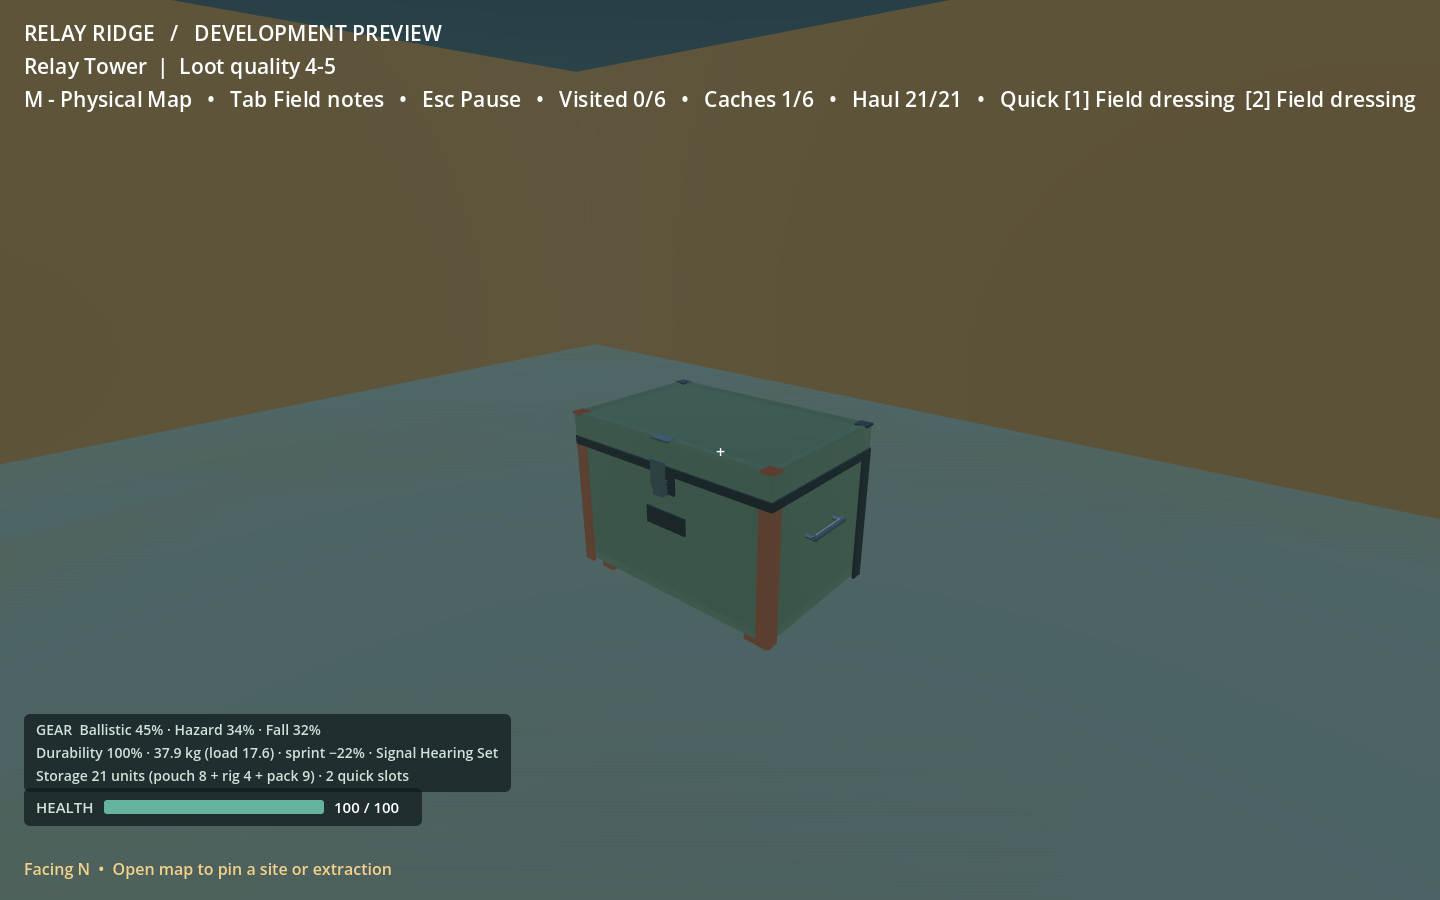 RELAY RIDGE / DEVELOPMENT PREVIEW
Relay Tower | Loot quality 4-5
M - Physical Map • Tab Field notes • Esc Pause • Visited 0/6 • Caches 1/6 • Haul 21/21 • Quick [1] Field dressing [2] Field dressing
GEAR Ballistic 45% · Hazard 34% · Fall 32%
Durability 100% · 37.9 kg (load 17.6) · sprint −22% · Signal Hearing Set
Storage 21 units (pouch 8 + rig 4 + pack 9) · 2 quick slots
HEALTH 100 / 100
Facing N • Open map to pin a site or extraction